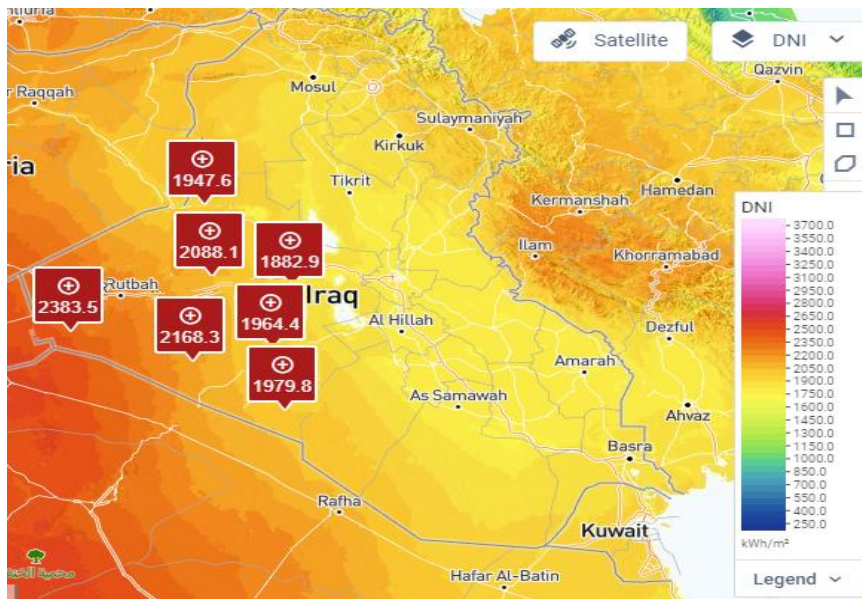 Satellite
DNI
Qazvin
Mosul
r Raqqah
Sulaymaniyah
Kirkuk
ria
1947.6
Tikrit
Hamedan
Kermanshah
2088.1
1882.9
Ilam
Khorramabad
2383.5
Rutbah
Iraq
2168.3
1964.4
Al Hillah
Dezful
1979.8
Amarah
As Samawah
Ahvaz
Basra
Rafha
Kuwait
Hafar Al-Batin
DNI
3700.0
3550.0
3400.0
3250.0
3100.0
2950.0
2800.0
2650.0
2500.0
2350.0
2200.0
2050.0
1900.0
1750.0
1600.0
1450.0
1300.0
1150.0
1000.0
850.0
700.0
550.0
400.0
250.0
kWh/m²
Legend